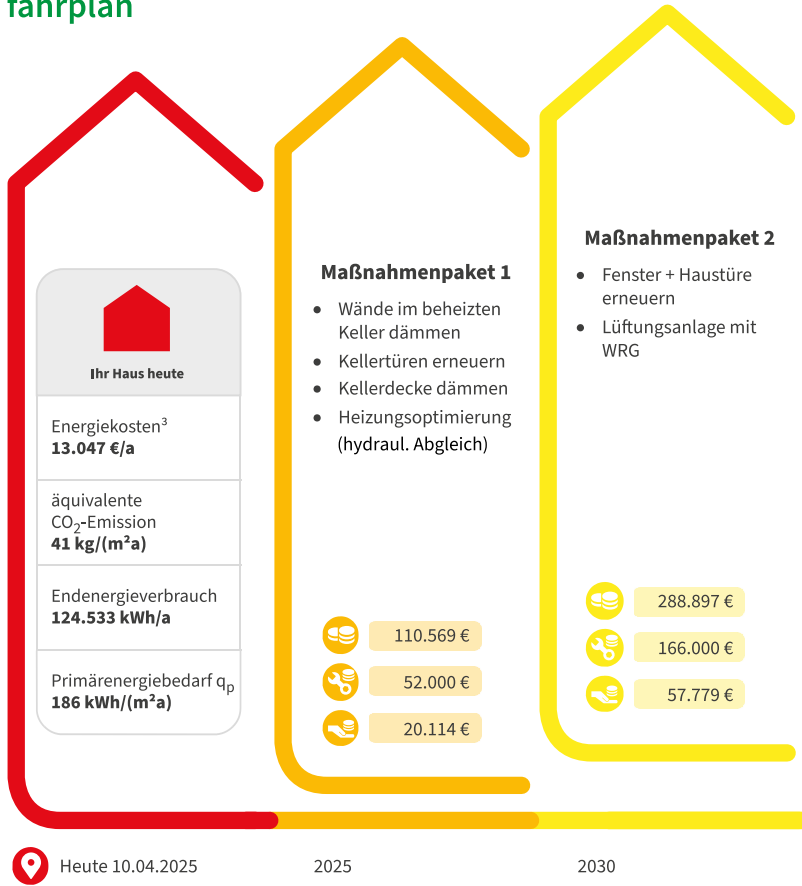 fahrplan
Ihr Haus heute
Energiekosten³
13.047 €/a
äquivalente
CO₂-Emission
41 kg/(m²a)
Endenergieverbrauch
124.533 kWh/a
Primärenergiebedarf qₚ
186 kWh/(m²a)
Maßnahmenpaket 1
• Wände im beheizten
Keller dämmen
• Kellertüren erneuern
• Kellerdecke dämmen
• Heizungsoptimierung
(hydraul. Abgleich)
110.569 €
52.000 €
20.114 €
Maßnahmenpaket 2
• Fenster + Haustüre
erneuern
• Lüftungsanlage mit
WRG
288.897 €
166.000 €
57.779 €
Heute 10.04.2025
2025
2030